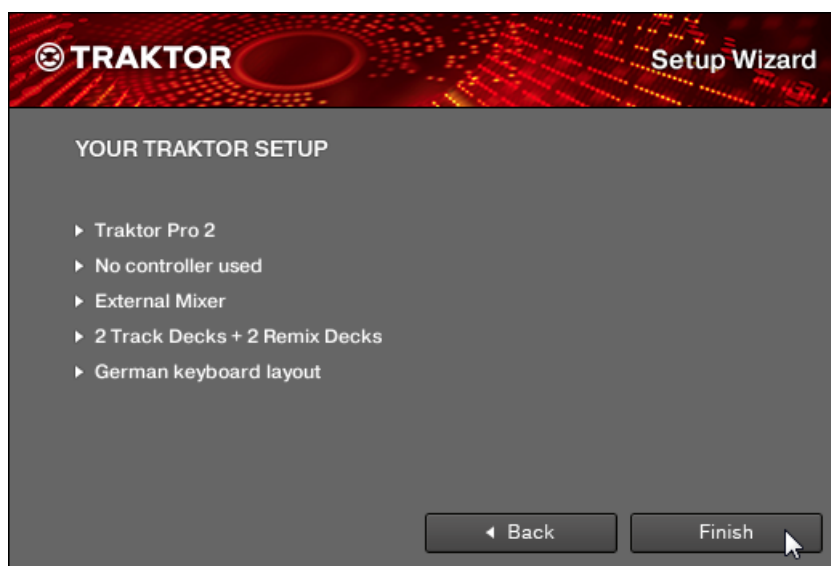 TRAKTOR
Setup Wizard
YOUR TRAKTOR SETUP
Traktor Pro 2
No controller used
External Mixer
2 Track Decks + 2 Remix Decks
German keyboard layout
Back
Finish